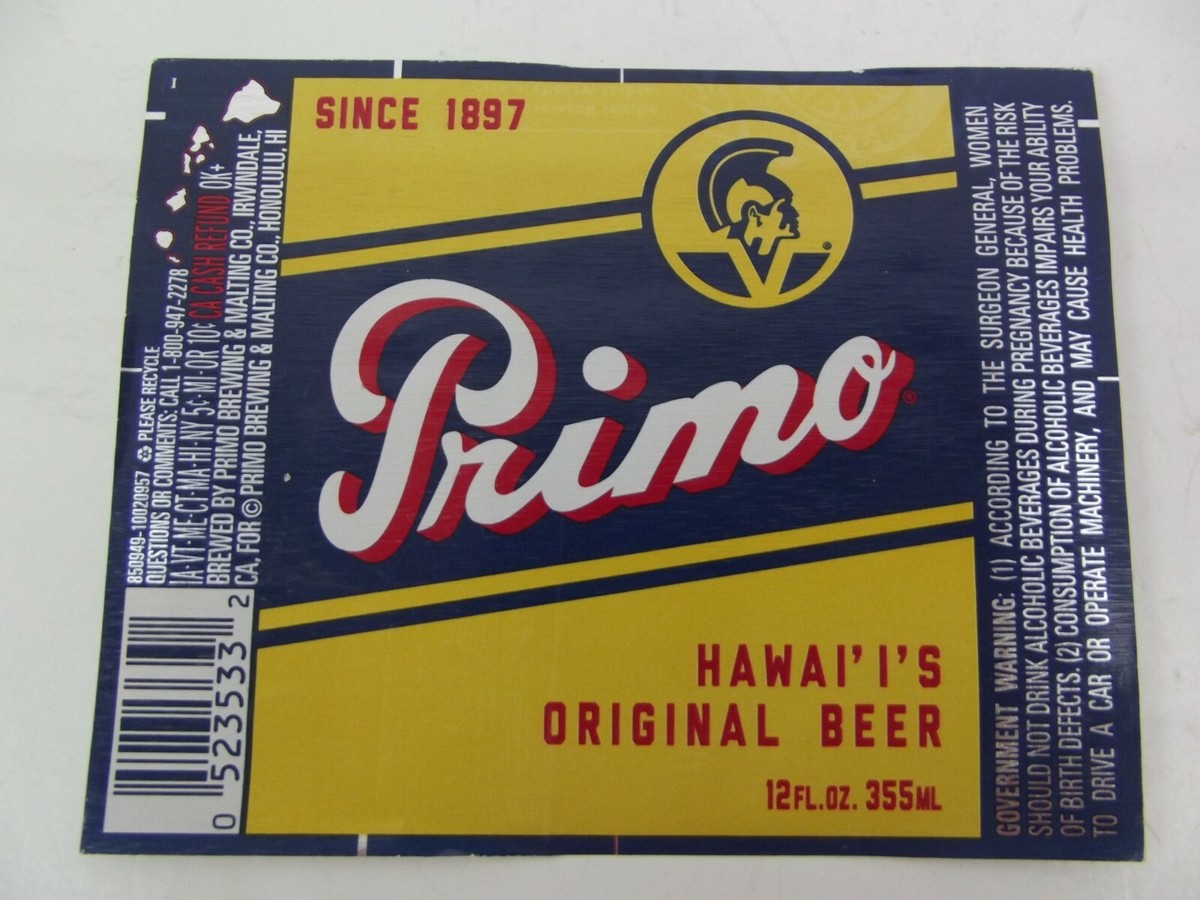 SINCE 1897
Primo®
HAWAI'I'S
ORIGINAL BEER
12FL.OZ. 355ML
850949-10020957 ♻ PLEASE RECYCLE
QUESTIONS OR COMMENTS: CALL 1-800-947-2278
IA·VT·ME·CT·MA·HI·NY 5¢·MI·OR 10¢ CA CASH REFUND OK+
BREWED BY PRIMO BREWING & MALTING CO., IRWINDALE,
CA, FOR © PRIMO BREWING & MALTING CO., HONOLULU, HI
0 523533 2
GOVERNMENT WARNING: (1) ACCORDING TO THE SURGEON GENERAL, WOMEN
SHOULD NOT DRINK ALCOHOLIC BEVERAGES DURING PREGNANCY BECAUSE OF THE RISK
OF BIRTH DEFECTS. (2) CONSUMPTION OF ALCOHOLIC BEVERAGES IMPAIRS YOUR ABILITY
TO DRIVE A CAR OR OPERATE MACHINERY, AND MAY CAUSE HEALTH PROBLEMS.